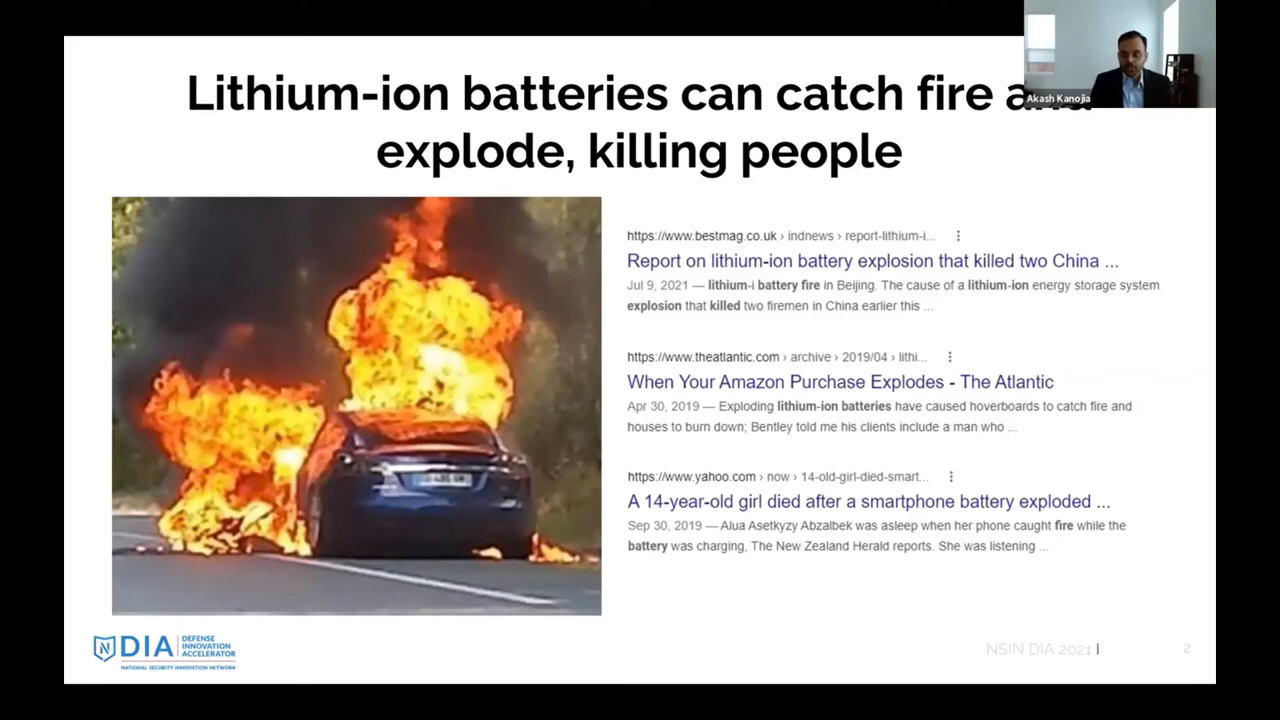 Lithium-ion batteries can catch fire
explode, killing people
Akash Kanojia
https://www.bestmag.co.uk › indnews › report-lithium-i...
Report on lithium-ion battery explosion that killed two China ...
Jul 9, 2021 — lithium-i battery fire in Beijing. The cause of a lithium-ion energy storage system
explosion that killed two firemen in China earlier this ...
https://www.theatlantic.com › archive › 2019/04 › lithi...
When Your Amazon Purchase Explodes - The Atlantic
Apr 30, 2019 — Exploding lithium-ion batteries have caused hoverboards to catch fire and
houses to burn down; Bentley told me his clients include a man who ...
https://www.yahoo.com › now › 14-old-girl-died-smart...
A 14-year-old girl died after a smartphone battery exploded ...
Sep 30, 2019 — Alua Asetkyzy Abzalbek was asleep when her phone caught fire while the
battery was charging, The New Zealand Herald reports. She was listening ...
N DIA
DEFENSE
INNOVATION
ACCELERATOR
NATIONAL SECURITY INNOVATION NETWORK
NSIN DIA 2021
2